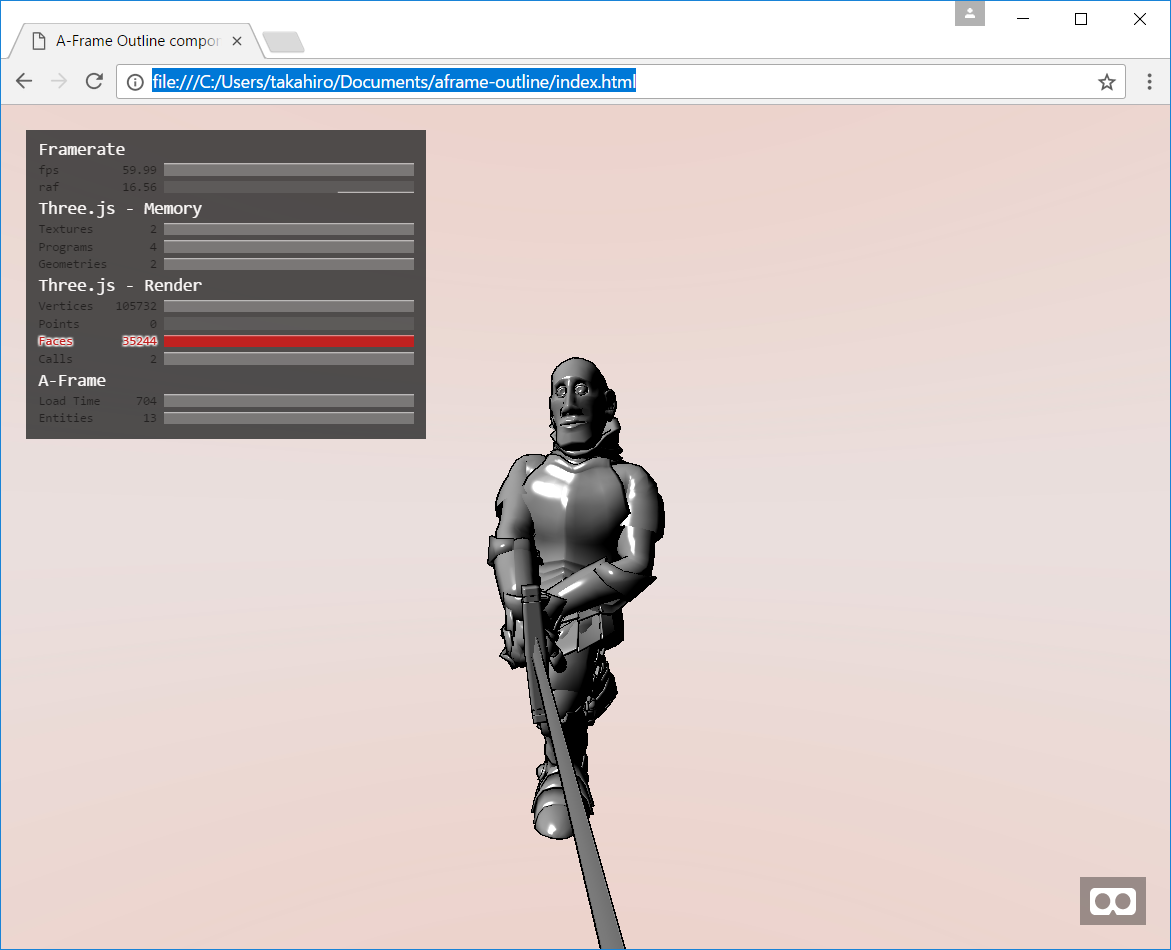 A-Frame Outline compor
file:///C:/Users/takahiro/Documents/aframe-outline/index.html
Framerate
fps 59.99
raf 16.56
Three.js - Memory
Textures 2
Programs 4
Geometries 2
Three.js - Render
Vertices 105732
Points 0
Faces 35244
Calls 2
A-Frame
Load Time 704
Entities 13